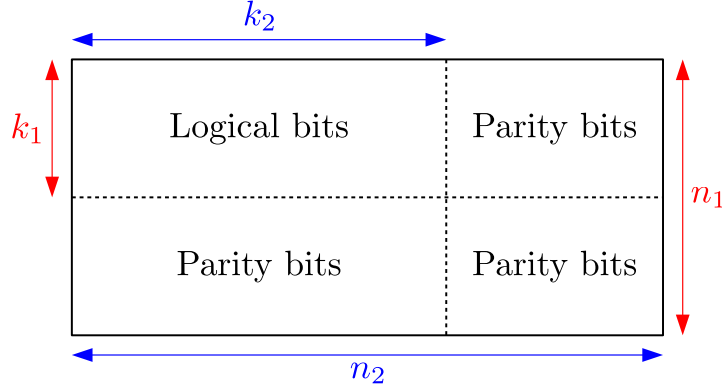 k₂
Logical bits Parity bits
k₁
n₁
Parity bits Parity bits
n₂